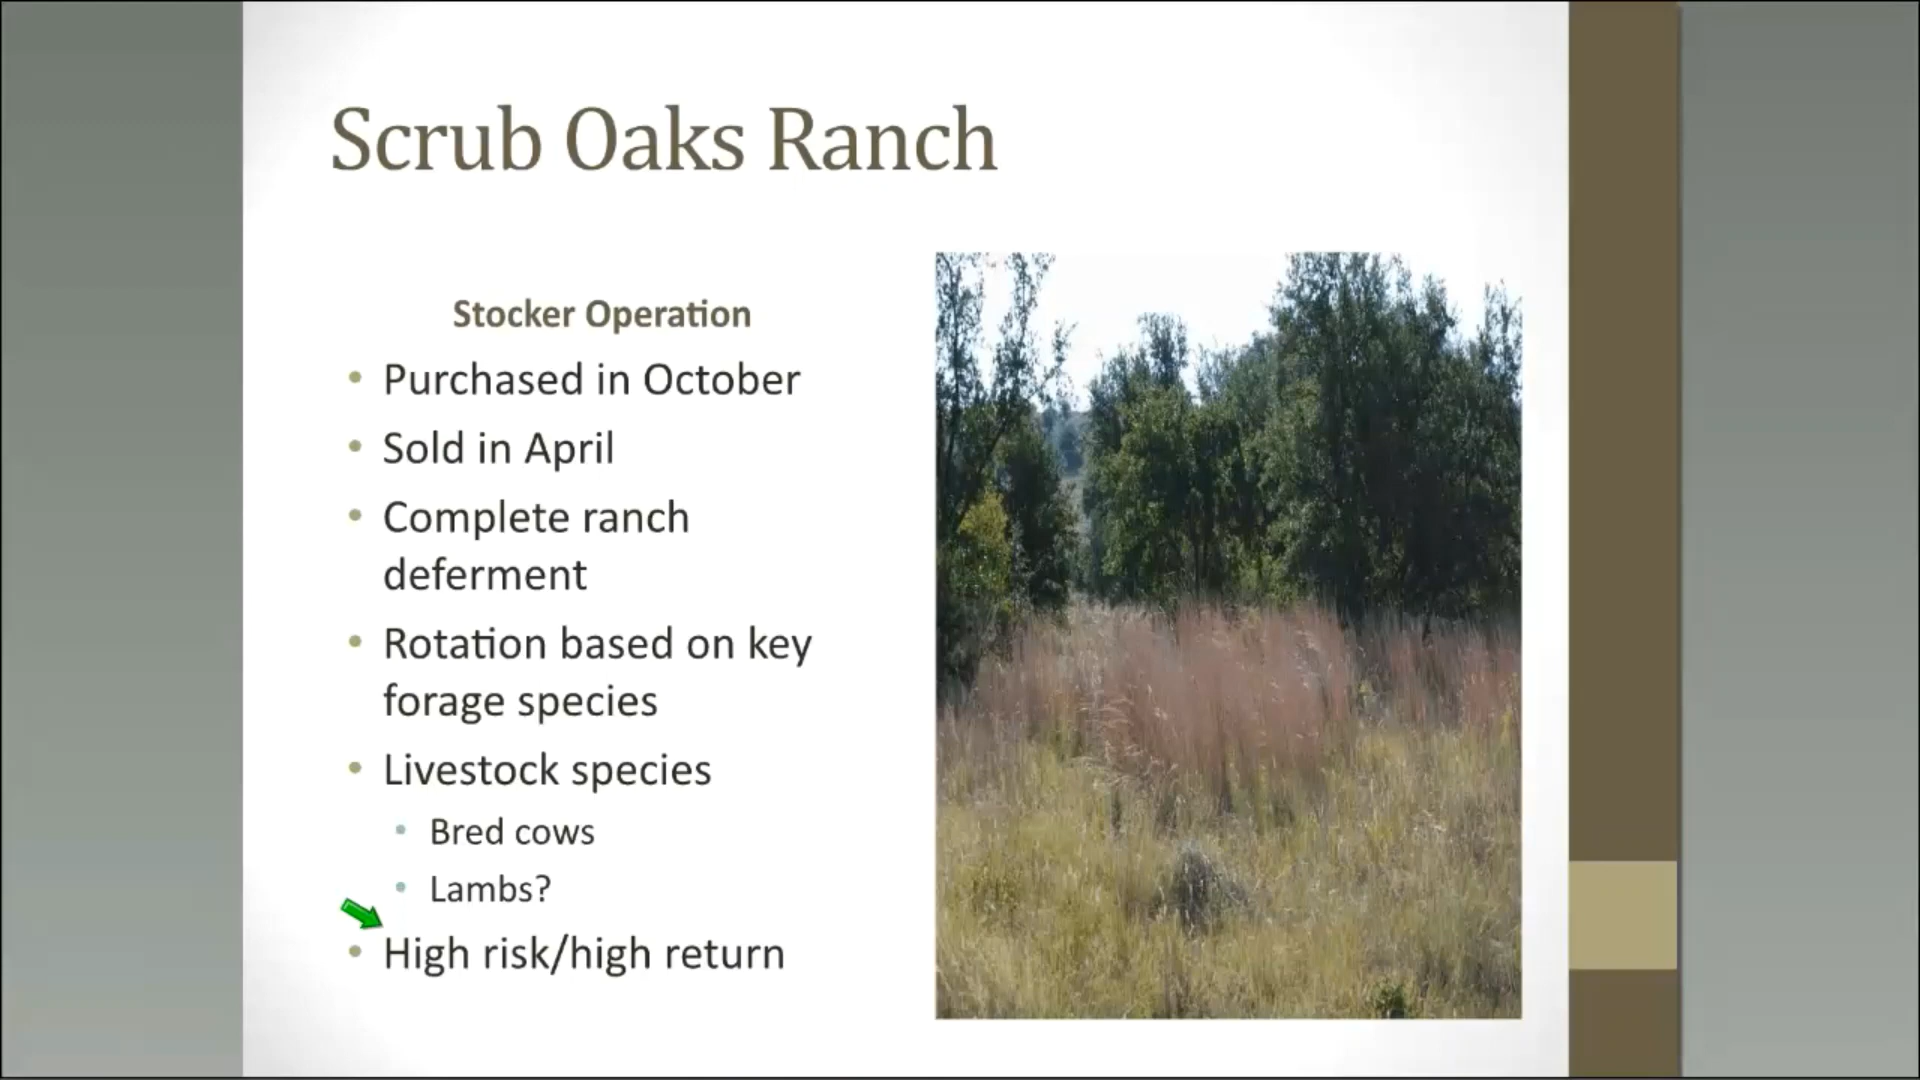 Scrub Oaks Ranch
Stocker Operation
• Purchased in October
• Sold in April
• Complete ranch
deferment
• Rotation based on key
forage species
• Livestock species
• Bred cows
• Lambs?
• High risk/high return